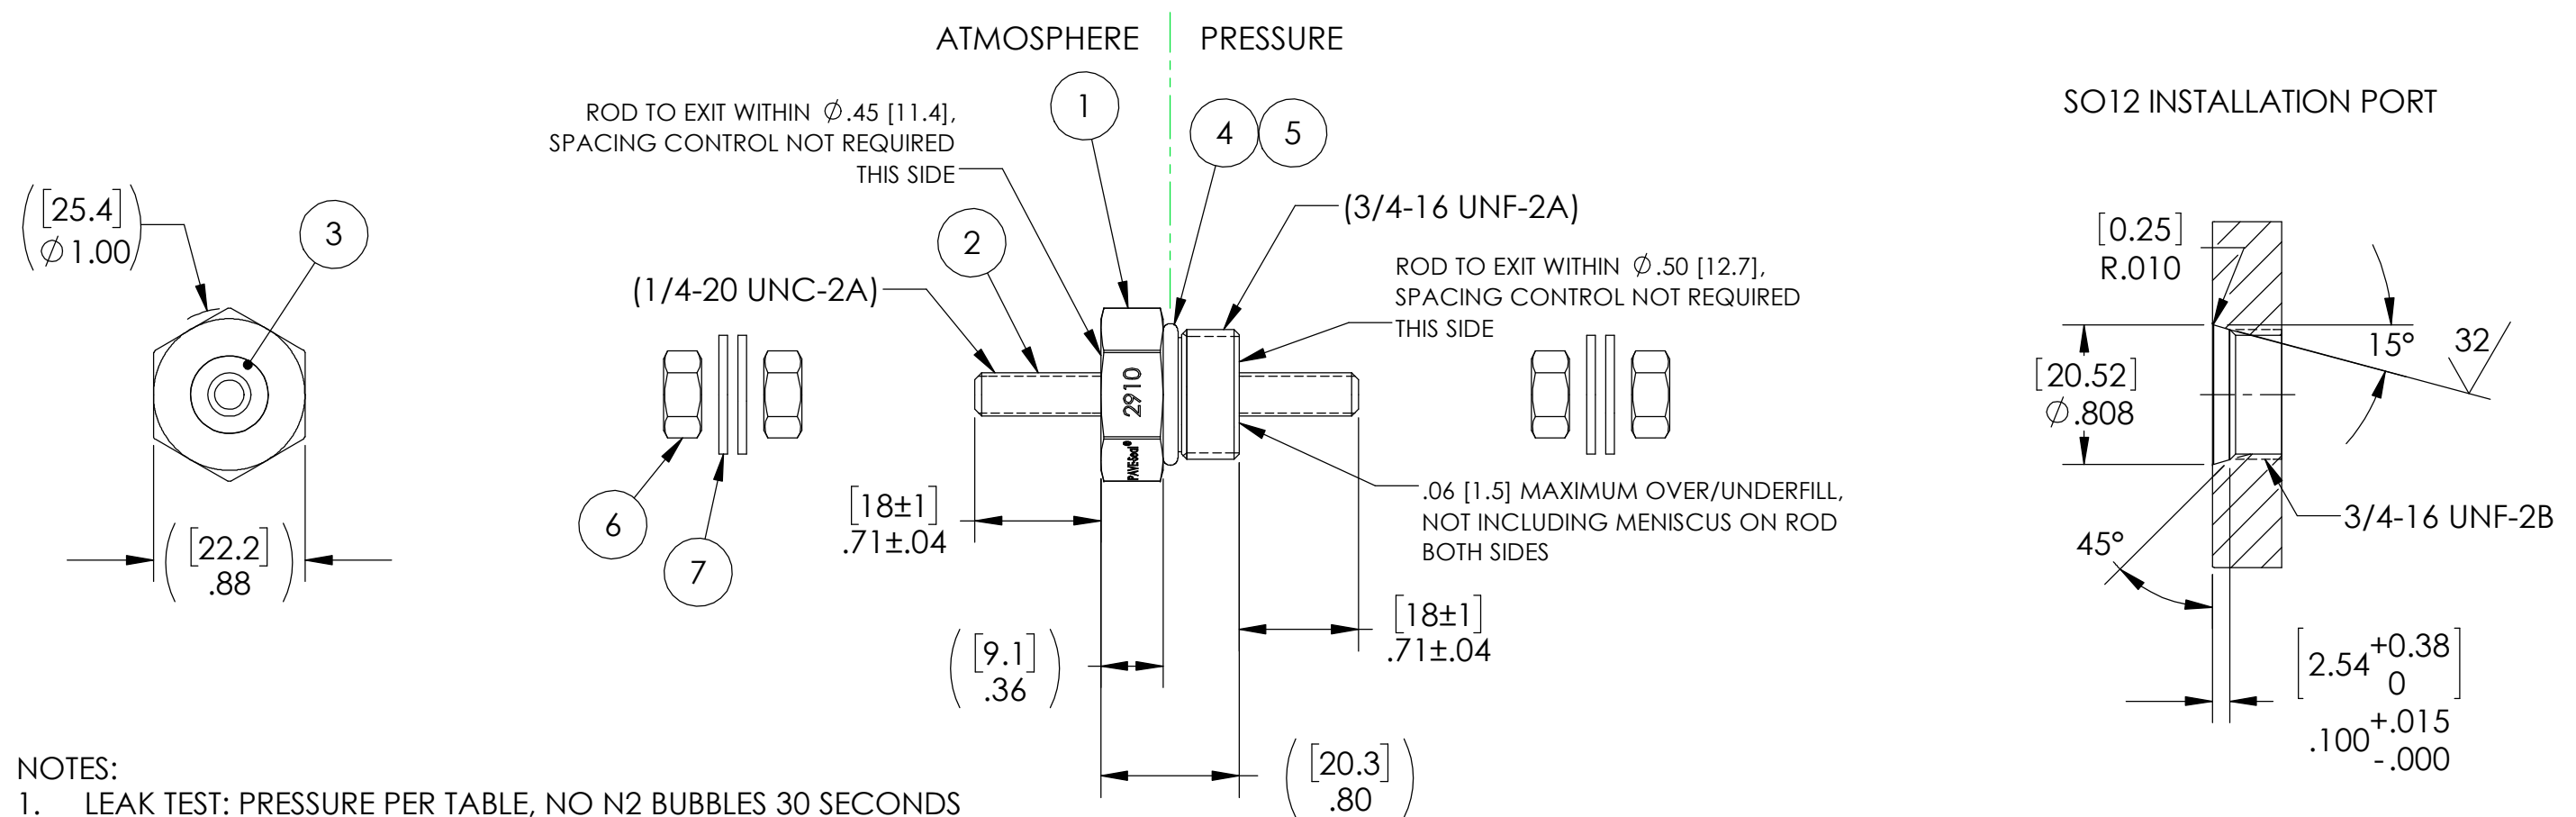 ATMOSPHERE
PRESSURE
SO12 INSTALLATION PORT
1
4
5
ROD TO EXIT WITHIN ∅.45 [11.4],
SPACING CONTROL NOT REQUIRED
THIS SIDE
[25.4]
∅1.00
3
2
(3/4-16 UNF-2A)
(1/4-20 UNC-2A)
ROD TO EXIT WITHIN ∅.50 [12.7],
SPACING CONTROL NOT REQUIRED
THIS SIDE
[0.25]
R.010
15°
32
[20.52]
∅.808
2910
PAVE-Seal®
[18±1]
.71±.04
6
7
.06 [1.5] MAXIMUM OVER/UNDERFILL,
NOT INCLUDING MENISCUS ON ROD
BOTH SIDES
3/4-16 UNF-2B
45°
[22.2]
.88
[18±1]
.71±.04
[9.1]
.36
[2.54 +0.38
0]
.100 +.015
-.000
[20.3]
.80
NOTES:
1. LEAK TEST: PRESSURE PER TABLE, NO N2 BUBBLES 30 SECONDS